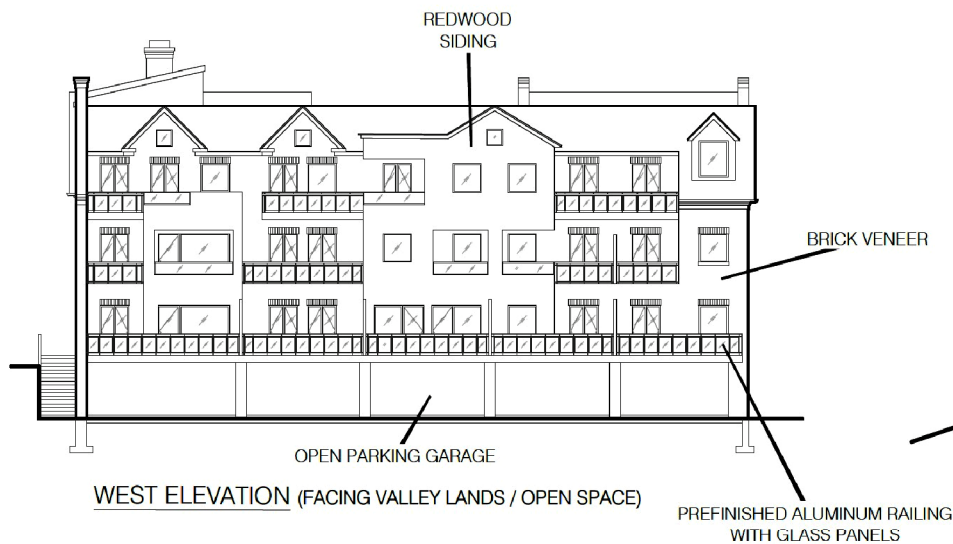 REDWOOD
SIDING
BRICK VENEER
OPEN PARKING GARAGE
WEST ELEVATION (FACING VALLEY LANDS / OPEN SPACE)
PREFINISHED ALUMINUM RAILING
WITH GLASS PANELS